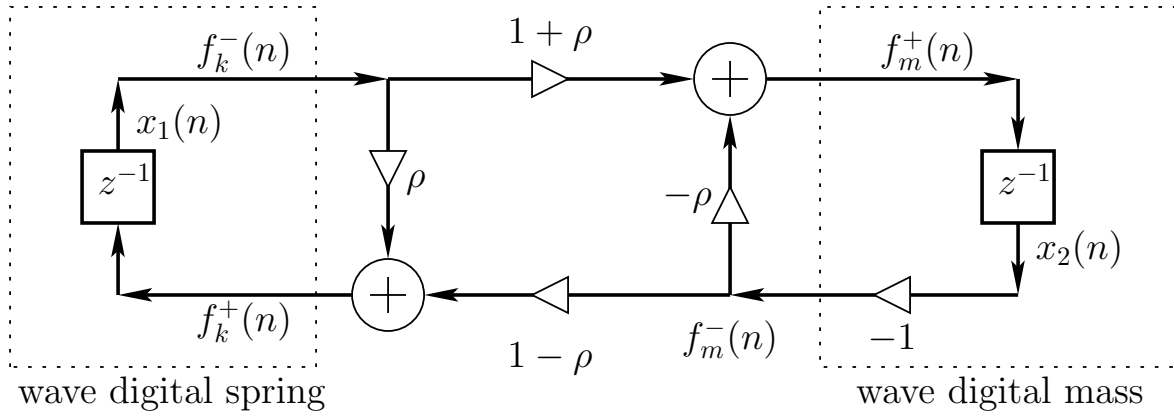 1 + ρ
f_k^-(n)
f_m^+(n)
+
x_1(n)
z^{-1}
ρ
-ρ
z^{-1}
x_2(n)
+
f_k^+(n)
1 - ρ
f_m^-(n)
-1
wave digital spring
wave digital mass